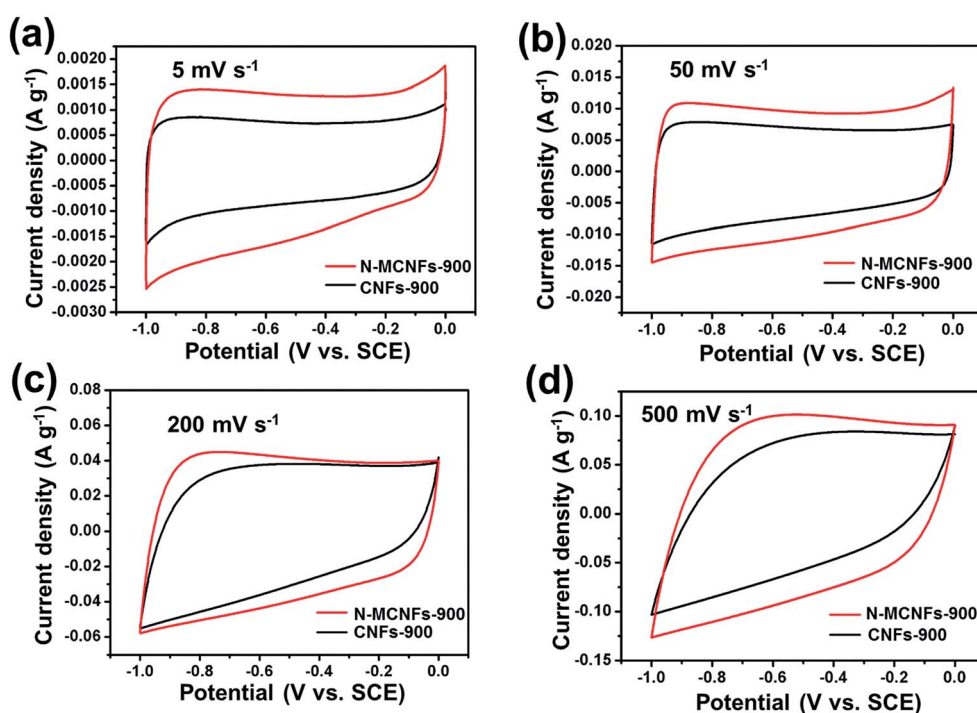 (a)
5 mV s⁻¹
Current density (A g⁻¹)
0.0020
0.0015
0.0010
0.0005
0.0000
-0.0005
-0.0010
-0.0015
-0.0020
-0.0025
-0.0030
N-MCNFs-900
CNFs-900
-1.0 -0.8 -0.6 -0.4 -0.2 0.0
Potential (V vs. SCE)
(b)
50 mV s⁻¹
Current density (A g⁻¹)
0.020
0.015
0.010
0.005
0.000
-0.005
-0.010
-0.015
-0.020
N-MCNFs-900
CNFs-900
-1.0 -0.8 -0.6 -0.4 -0.2 0.0
Potential (V vs. SCE)
(c)
200 mV s⁻¹
Current density (A g⁻¹)
0.08
0.06
0.04
0.02
0.00
-0.02
-0.04
-0.06
N-MCNFs-900
CNFs-900
-1.0 -0.8 -0.6 -0.4 -0.2 0.0
Potential (V vs. SCE)
(d)
500 mV s⁻¹
Current density (A g⁻¹)
0.10
0.05
0.00
-0.05
-0.10
-0.15
N-MCNFs-900
CNFs-900
-1.0 -0.8 -0.6 -0.4 -0.2 0.0
Potential (V vs. SCE)